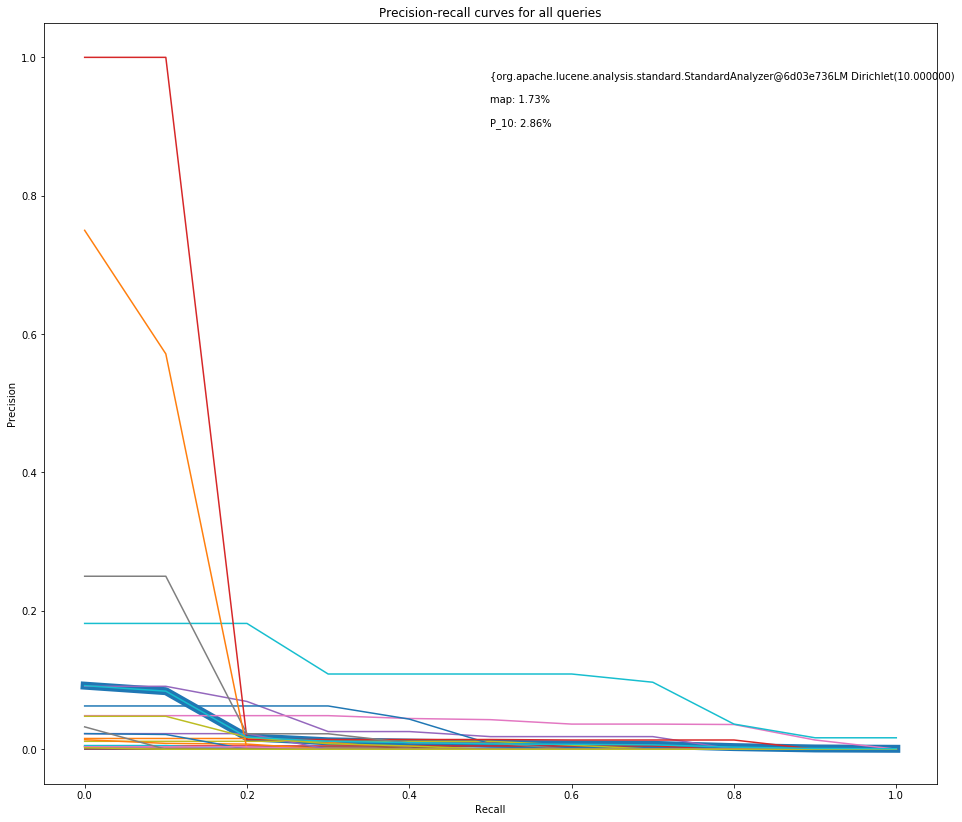 Precision-recall curves for all queries
1.0
{org.apache.lucene.analysis.standard.StandardAnalyzer@6d03e736LM Dirichlet(10.000000)
map: 1.73%
P_10: 2.86%
0.8
0.6
Precision
0.4
0.2
0.0
0.0 0.2 0.4 0.6 0.8 1.0
Recall